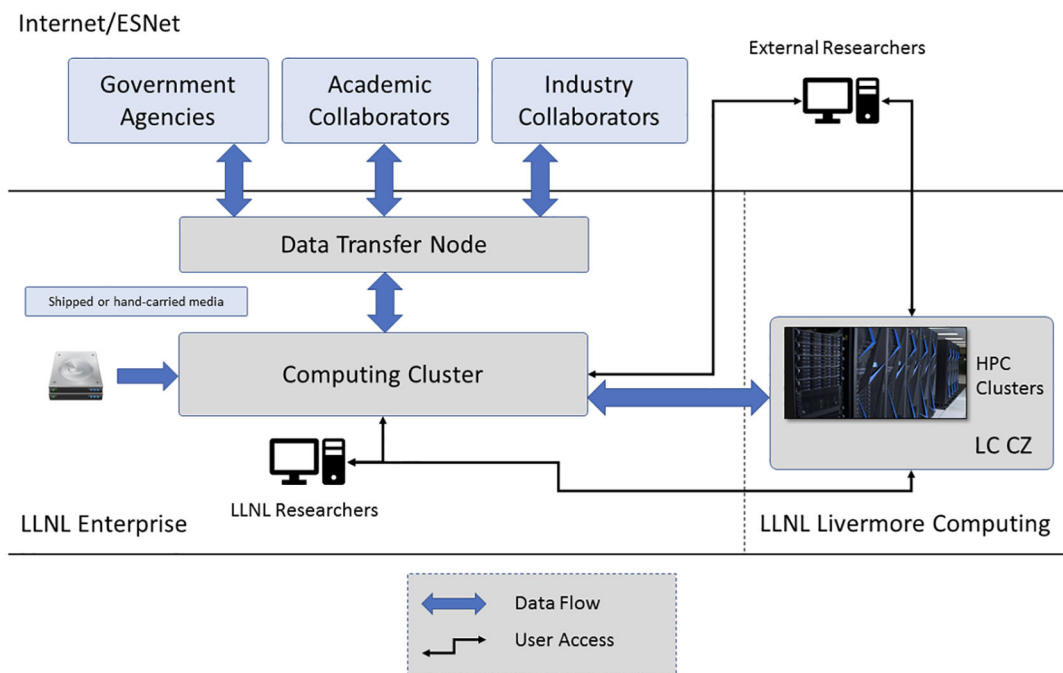 Internet/ESNet
External Researchers
Government
Agencies
Academic
Collaborators
Industry
Collaborators
Data Transfer Node
Shipped or hand-carried media
Computing Cluster
HPC
Clusters
LC CZ
LLNL Researchers
LLNL Enterprise
LLNL Livermore Computing
Data Flow
User Access